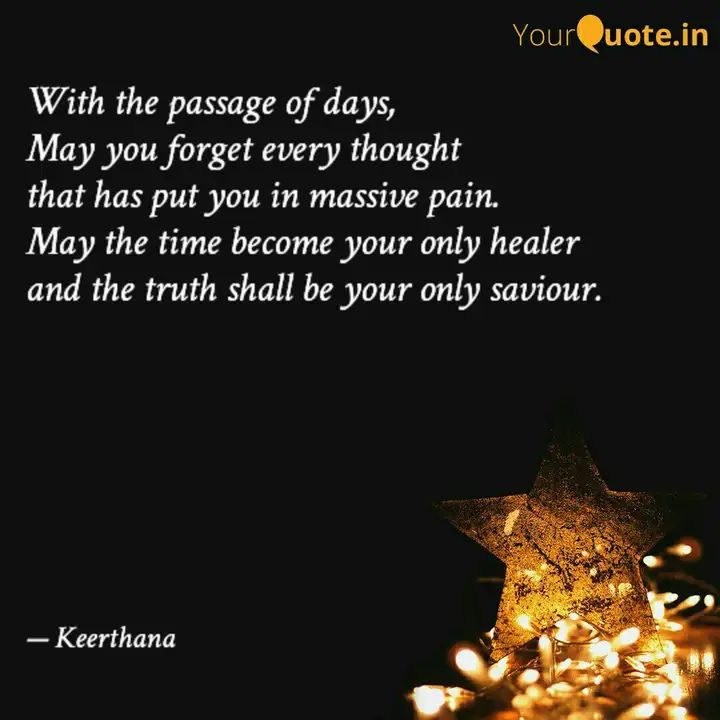 YourQuote.in
With the passage of days,
May you forget every thought
that has put you in massive pain.
May the time become your only healer
and the truth shall be your only saviour.
— Keerthana